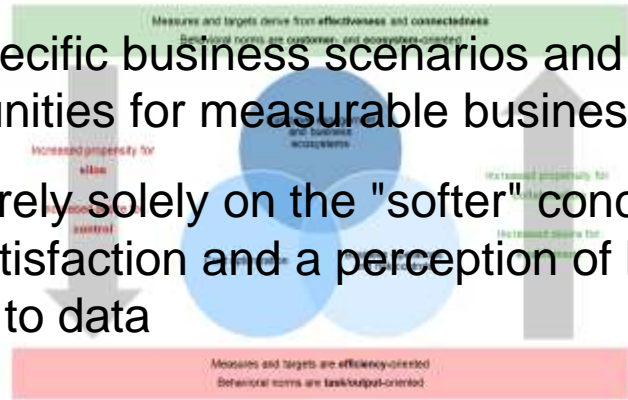 Measures and targets derive from effectiveness and connectedness
Behavioral norms are customer- and ecosystem-oriented
ecific business scenarios and
unities for measurable busines
and business
ecosystems
Increased propensity for
silos
Increased propensity for
rely solely on the "softer" conc
control
Increased desire for
tisfaction and a perception of
to data
Measures and targets are efficiency-oriented
Behavioral norms are task/output-oriented